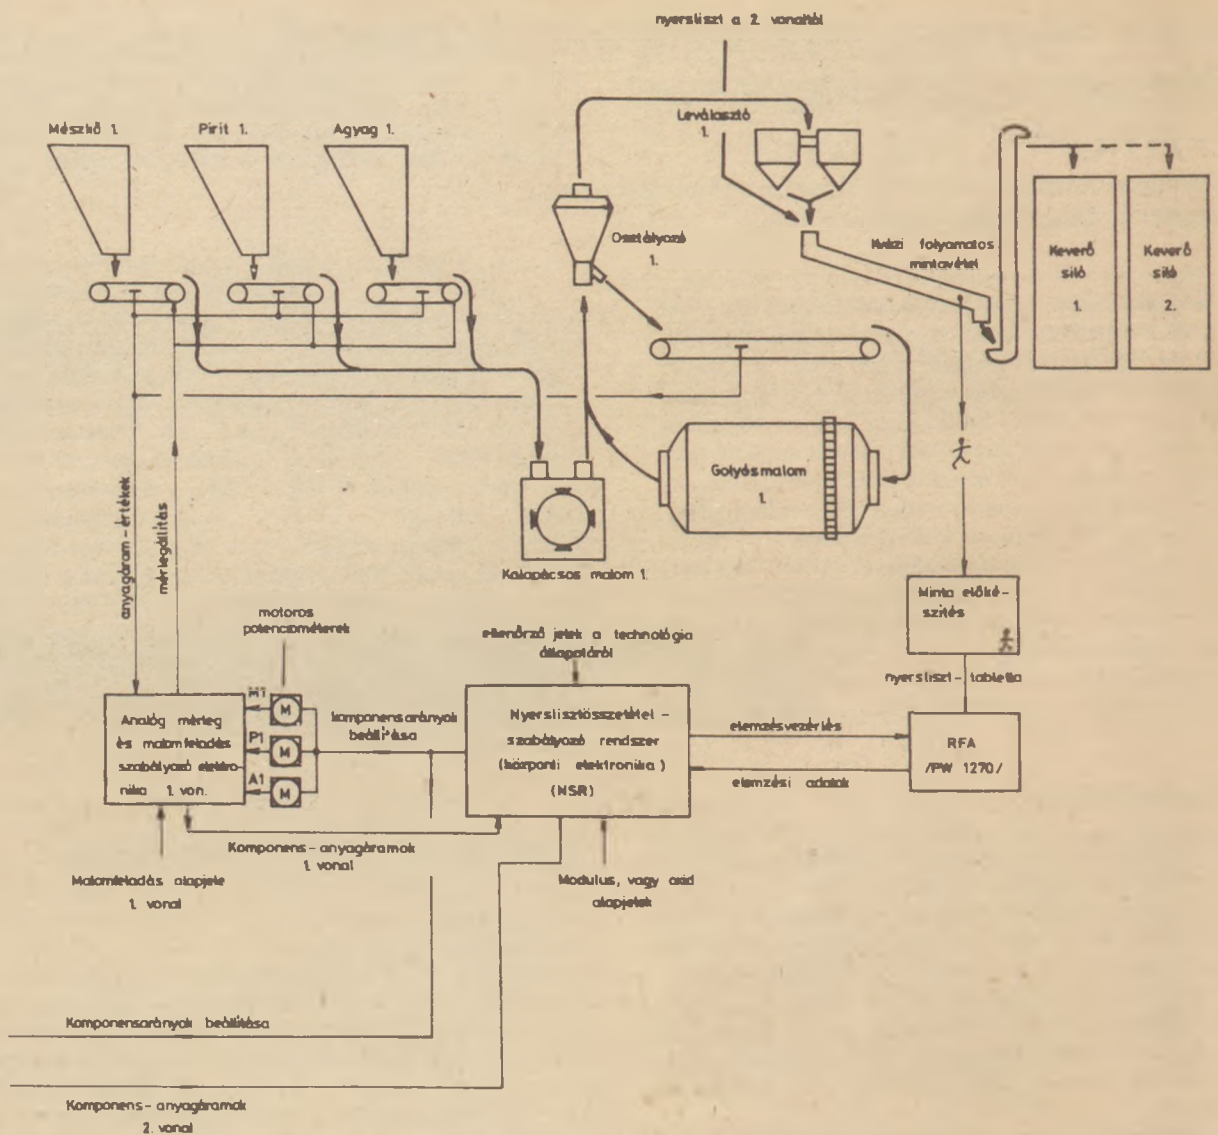 nyersliszt a 2. vonaltól
Mészkő 1.
Pirit 1.
Agyag 1.
Leválasztó
1.
Osztályozó
1.
Kvázi folyamatos
mintavétel
Keverő
siló
1.
Keverő
siló
2.
Golyósmalom
1.
Kalapácsos malom 1.
anyagáram-értékek
mérlegállítás
motoros
potenciométerek
ellenőrző jelek a technológia
állapotáról
Minta előké-
szítés
nyersliszt-tabletta
Analóg mérleg
és malomfeladás
szabályozó elektro-
nika 1. von.
M1
P1
A1
M
M
M
komponensarányok
beállítása
Nyerslisztösszetétel-
szabályozó rendszer
(központi elektronika)
(NSR)
elemzésvezérlés
elemzési adatok
RFA
/PW 1270/
Komponens-anyagáramok
1. vonal
Malomfeladás alapjele
1. vonal
Modulus, vagy oxid
alapjelek
Komponensarányok beállítása
Komponens-anyagáramok
2. vonal